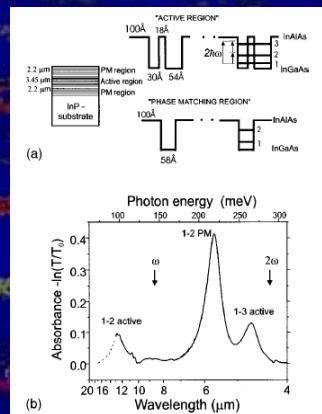 "ACTIVE REGION"
100Å 18Å
30Å 54Å
2ħω
3
2
1
InAlAs
InGaAs
2.2 µm PM region
3.45 µm Active region
2.2 µm PM region
InP -
substrate
"PHASE MATCHING REGION"
100Å
58Å
2
1
InAlAs
InGaAs
(a)
Photon energy (meV)
100 150 200 250 300
Absorbance -ln(T/T₀)
0.4
0.3
0.2
0.1
0.0
1-2 active
ω
1-2 PM
1-3 active
2ω
20 16 14 12 10 8 6 4
Wavelength (µm)
(b)